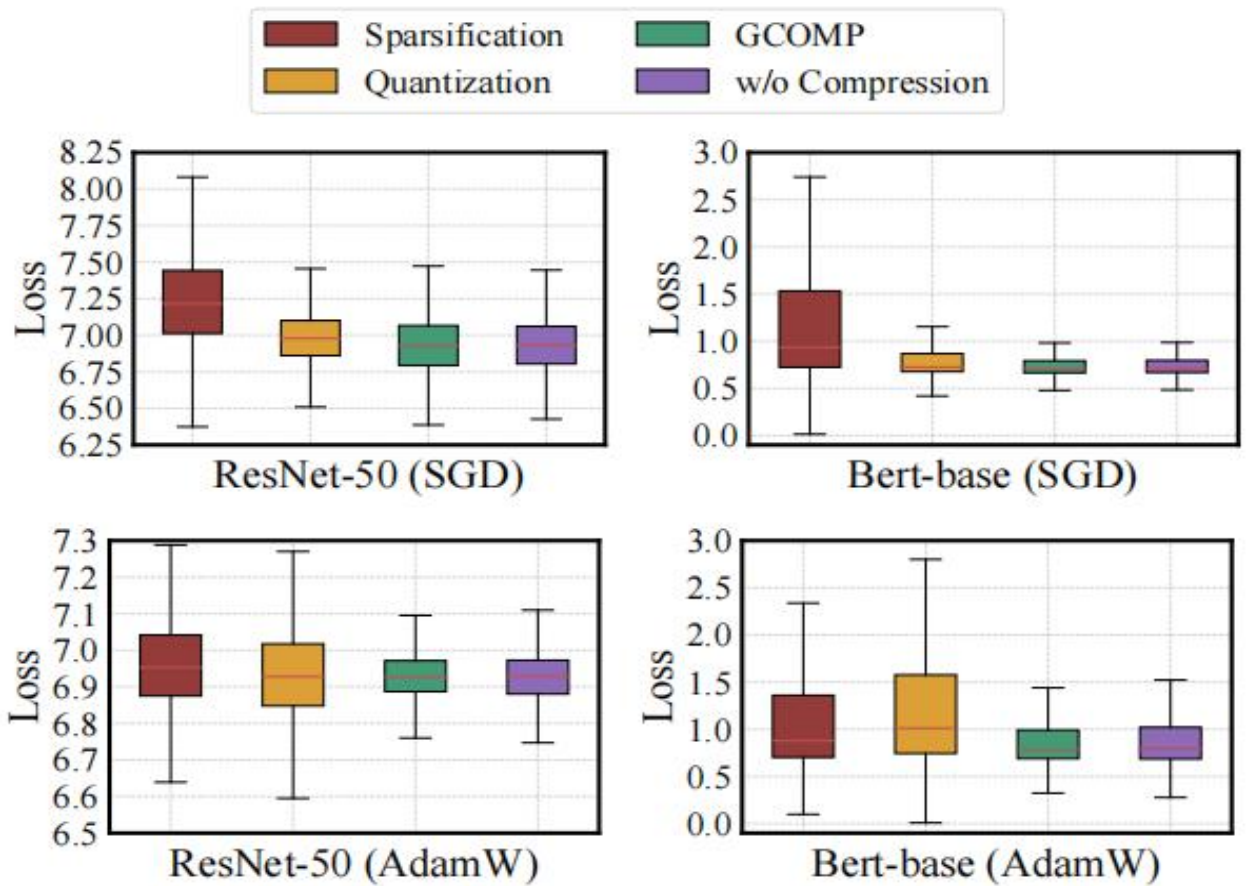 Sparsification
GCOMP
Quantization
w/o Compression
8.25
8.00
7.75
7.50
7.25
7.00
6.75
6.50
6.25
Loss
ResNet-50 (SGD)
3.0
2.5
2.0
1.5
1.0
0.5
0.0
Loss
Bert-base (SGD)
7.3
7.2
7.1
7.0
6.9
6.8
6.7
6.6
6.5
Loss
ResNet-50 (AdamW)
3.0
2.5
2.0
1.5
1.0
0.5
0.0
Loss
Bert-base (AdamW)